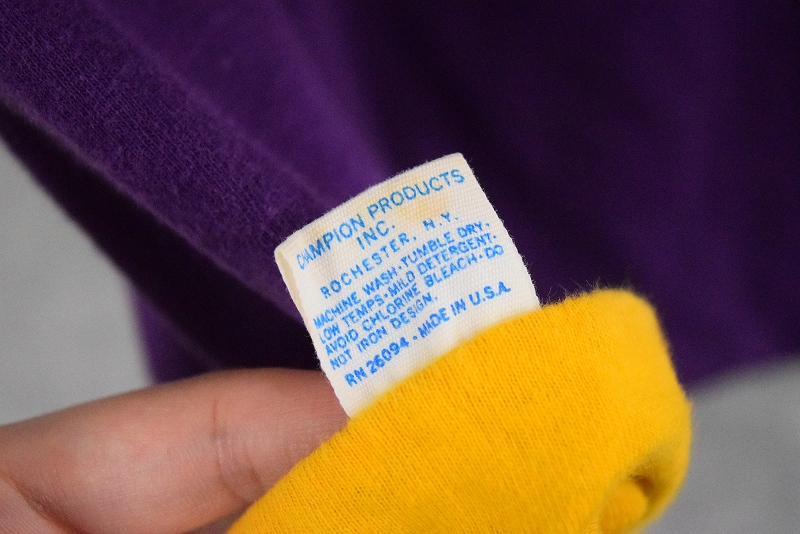 CHAMPION PRODUCTS
INC.
ROCHESTER, N.Y.
MACHINE WASH-TUMBLE DRY-
LOW TEMPS-MILD DETERGENT-
AVOID CHLORINE BLEACH-DO
NOT IRON DESIGN.
RN 26094 . MADE IN U.S.A.